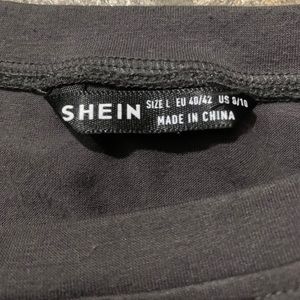 SHEIN SIZE L EU 40/42 US 8/10
MADE IN CHINA